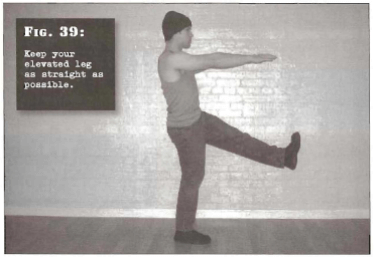 FIG. 39:
Keep your
elevated leg
as straight as
possible.